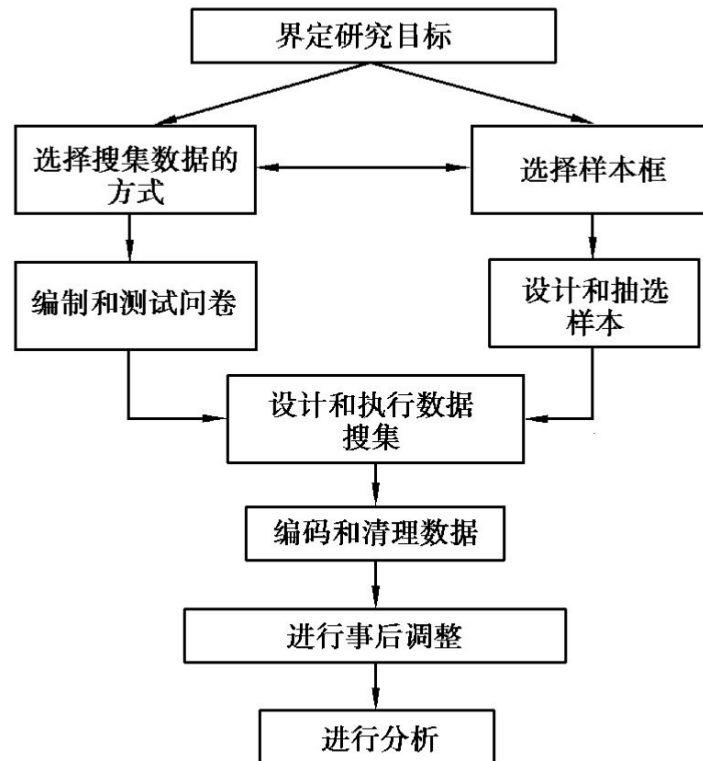 界定研究目标
选择搜集数据的
方式
选择样本框
编制和测试问卷
设计和抽选
样本
设计和执行数据
搜集
编码和清理数据
进行事后调整
进行分析